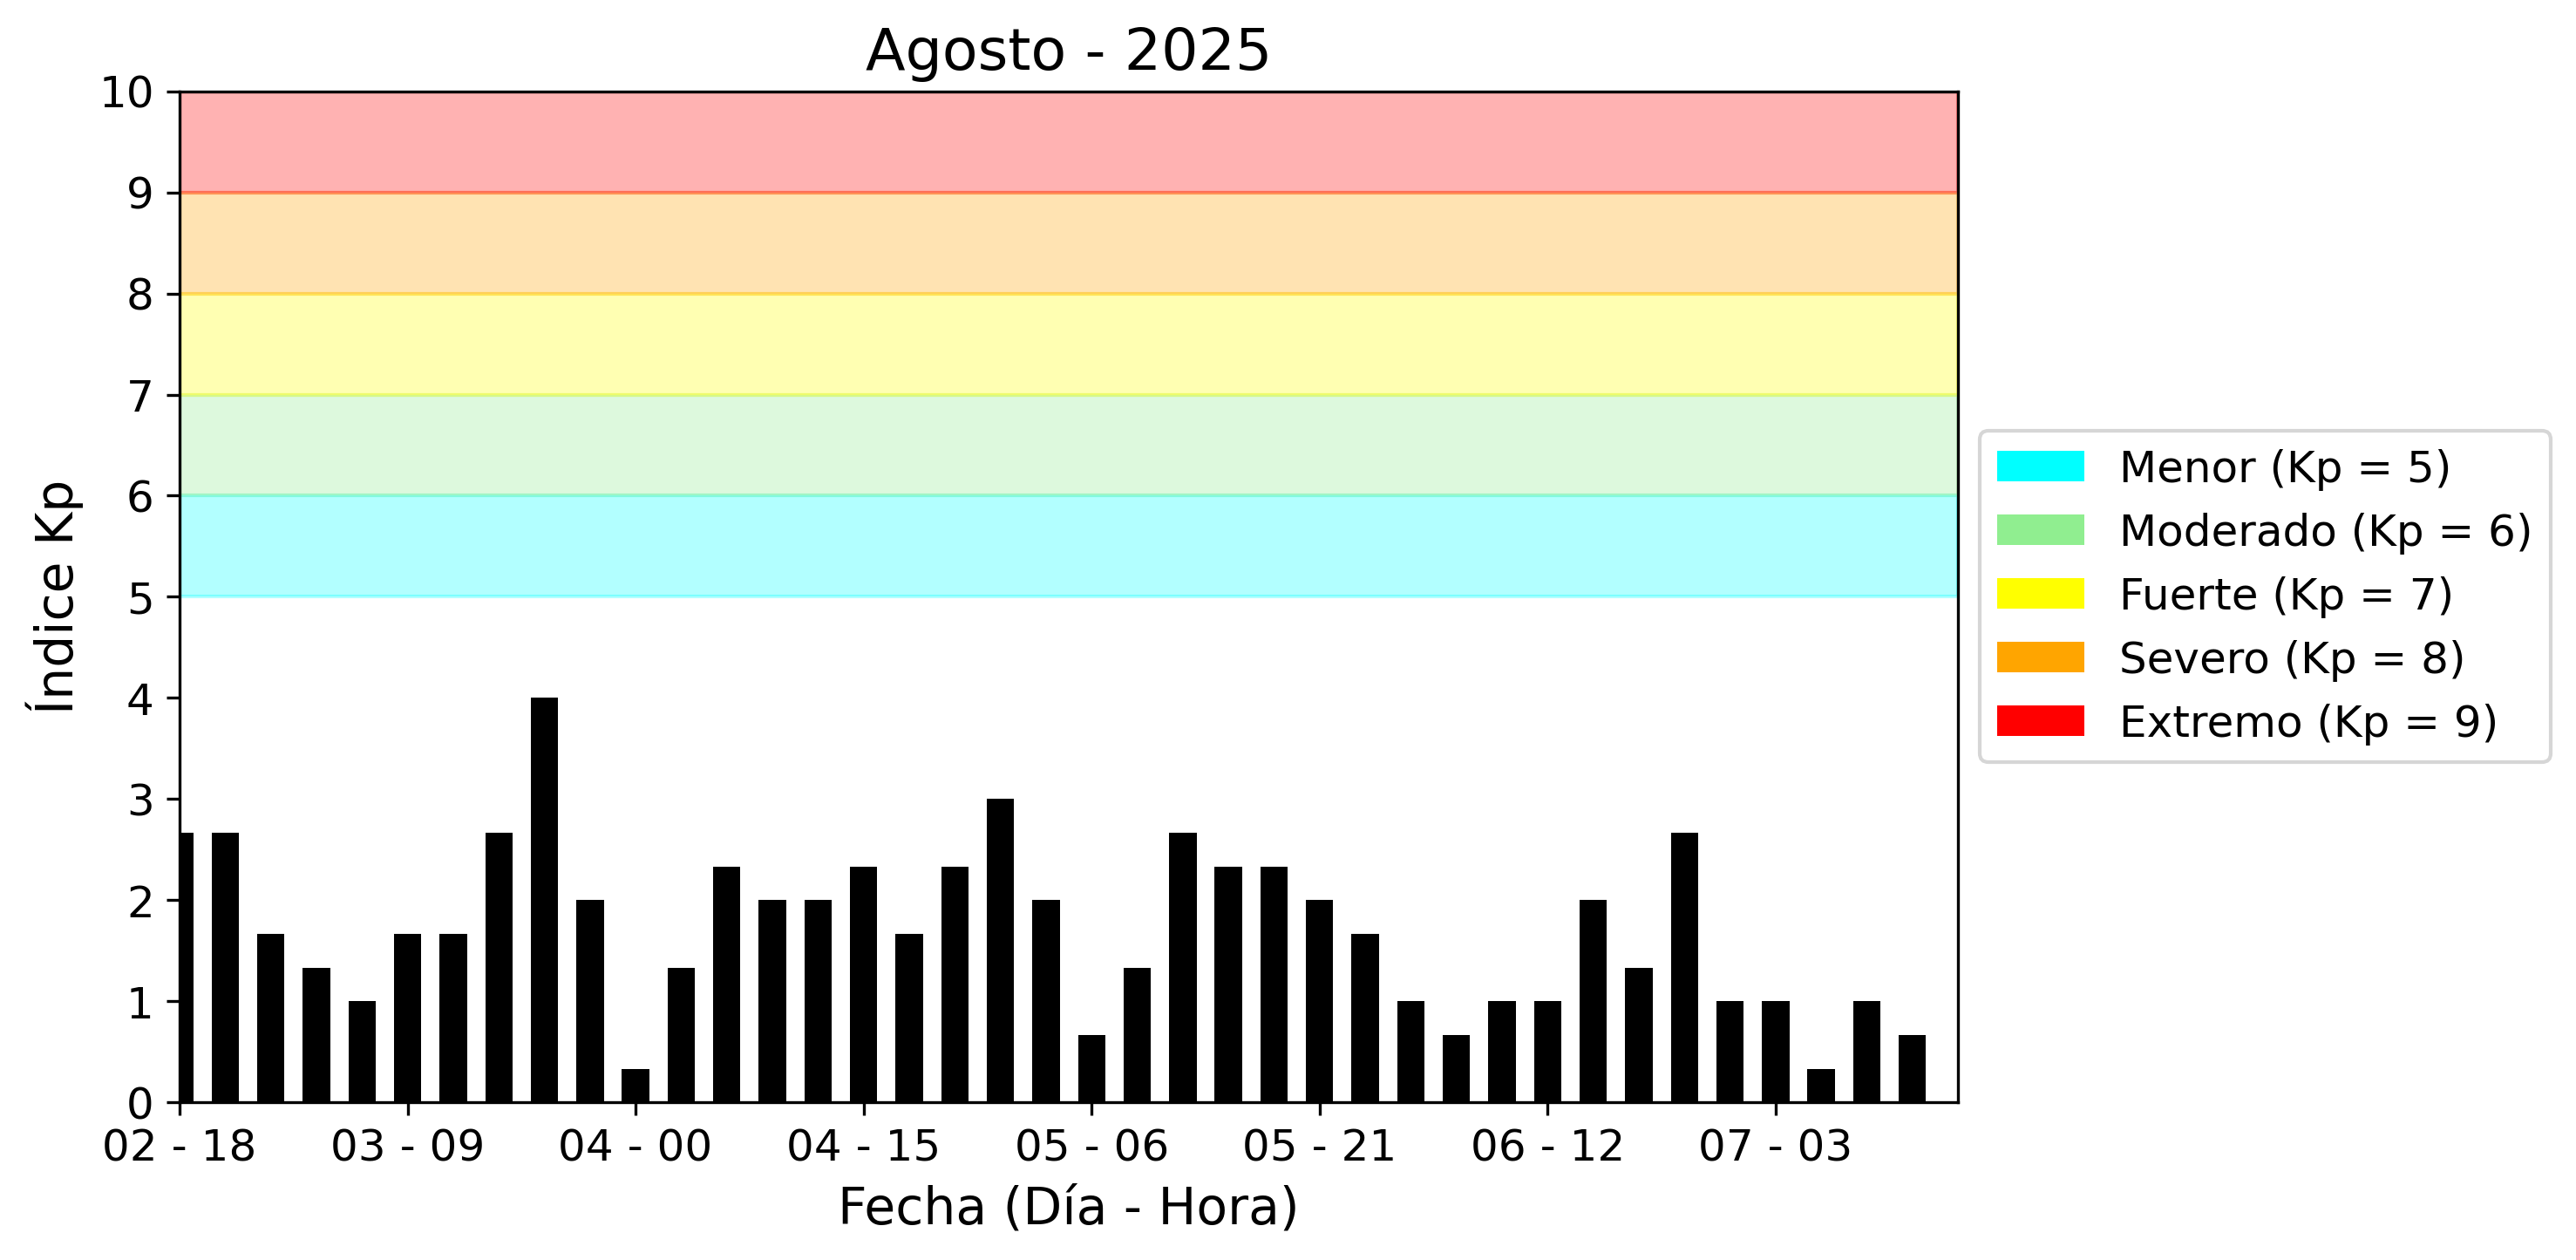 Agosto - 2025
10
9
8
7
6
5
4
3
2
1
0
Índice Kp
02 - 18
03 - 09
04 - 00
04 - 15
05 - 06
05 - 21
06 - 12
07 - 03
Fecha (Día - Hora)
Menor (Kp = 5)
Moderado (Kp = 6)
Fuerte (Kp = 7)
Severo (Kp = 8)
Extremo (Kp = 9)